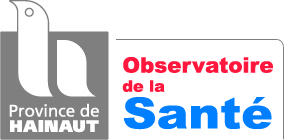 Province de
HAINAUT
Observatoire
de la
Santé